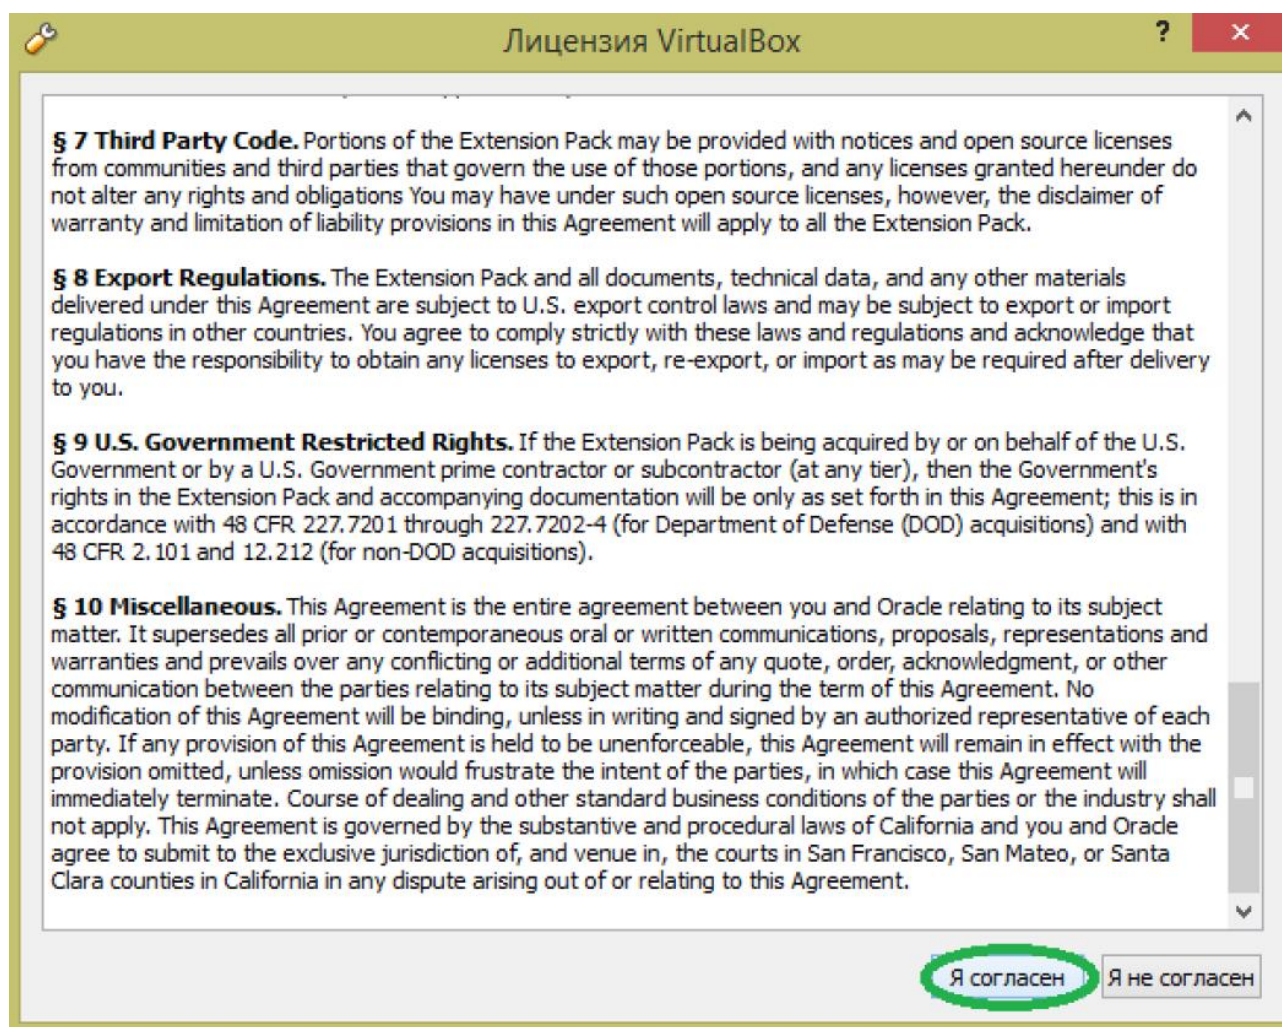 Лицензия VirtualBox
?
§ 7 Third Party Code. Portions of the Extension Pack may be provided with notices and open source licenses
from communities and third parties that govern the use of those portions, and any licenses granted hereunder do
not alter any rights and obligations You may have under such open source licenses, however, the disclaimer of
warranty and limitation of liability provisions in this Agreement will apply to all the Extension Pack.
§ 8 Export Regulations. The Extension Pack and all documents, technical data, and any other materials
delivered under this Agreement are subject to U.S. export control laws and may be subject to export or import
regulations in other countries. You agree to comply strictly with these laws and regulations and acknowledge that
you have the responsibility to obtain any licenses to export, re-export, or import as may be required after delivery
to you.
§ 9 U.S. Government Restricted Rights. If the Extension Pack is being acquired by or on behalf of the U.S.
Government or by a U.S. Government prime contractor or subcontractor (at any tier), then the Government's
rights in the Extension Pack and accompanying documentation will be only as set forth in this Agreement; this is in
accordance with 48 CFR 227.7201 through 227.7202-4 (for Department of Defense (DOD) acquisitions) and with
48 CFR 2.101 and 12.212 (for non-DOD acquisitions).
§ 10 Miscellaneous. This Agreement is the entire agreement between you and Oracle relating to its subject
matter. It supersedes all prior or contemporaneous oral or written communications, proposals, representations and
warranties and prevails over any conflicting or additional terms of any quote, order, acknowledgment, or other
communication between the parties relating to its subject matter during the term of this Agreement. No
modification of this Agreement will be binding, unless in writing and signed by an authorized representative of each
party. If any provision of this Agreement is held to be unenforceable, this Agreement will remain in effect with the
provision omitted, unless omission would frustrate the intent of the parties, in which case this Agreement will
immediately terminate. Course of dealing and other standard business conditions of the parties or the industry shall
not apply. This Agreement is governed by the substantive and procedural laws of California and you and Oracle
agree to submit to the exclusive jurisdiction of, and venue in, the courts in San Francisco, San Mateo, or Santa
Clara counties in California in any dispute arising out of or relating to this Agreement.
Я согласен
Я не согласен